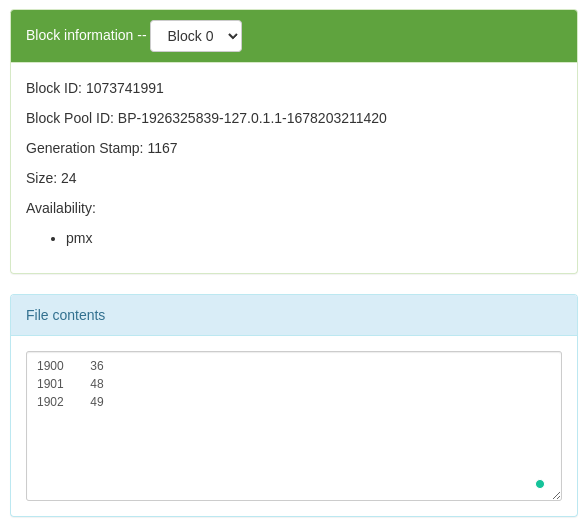 Block information -- Block 0
Block ID: 1073741991
Block Pool ID: BP-1926325839-127.0.1.1-1678203211420
Generation Stamp: 1167
Size: 24
Availability:
pmx
File contents
1900 36
1901 48
1902 49